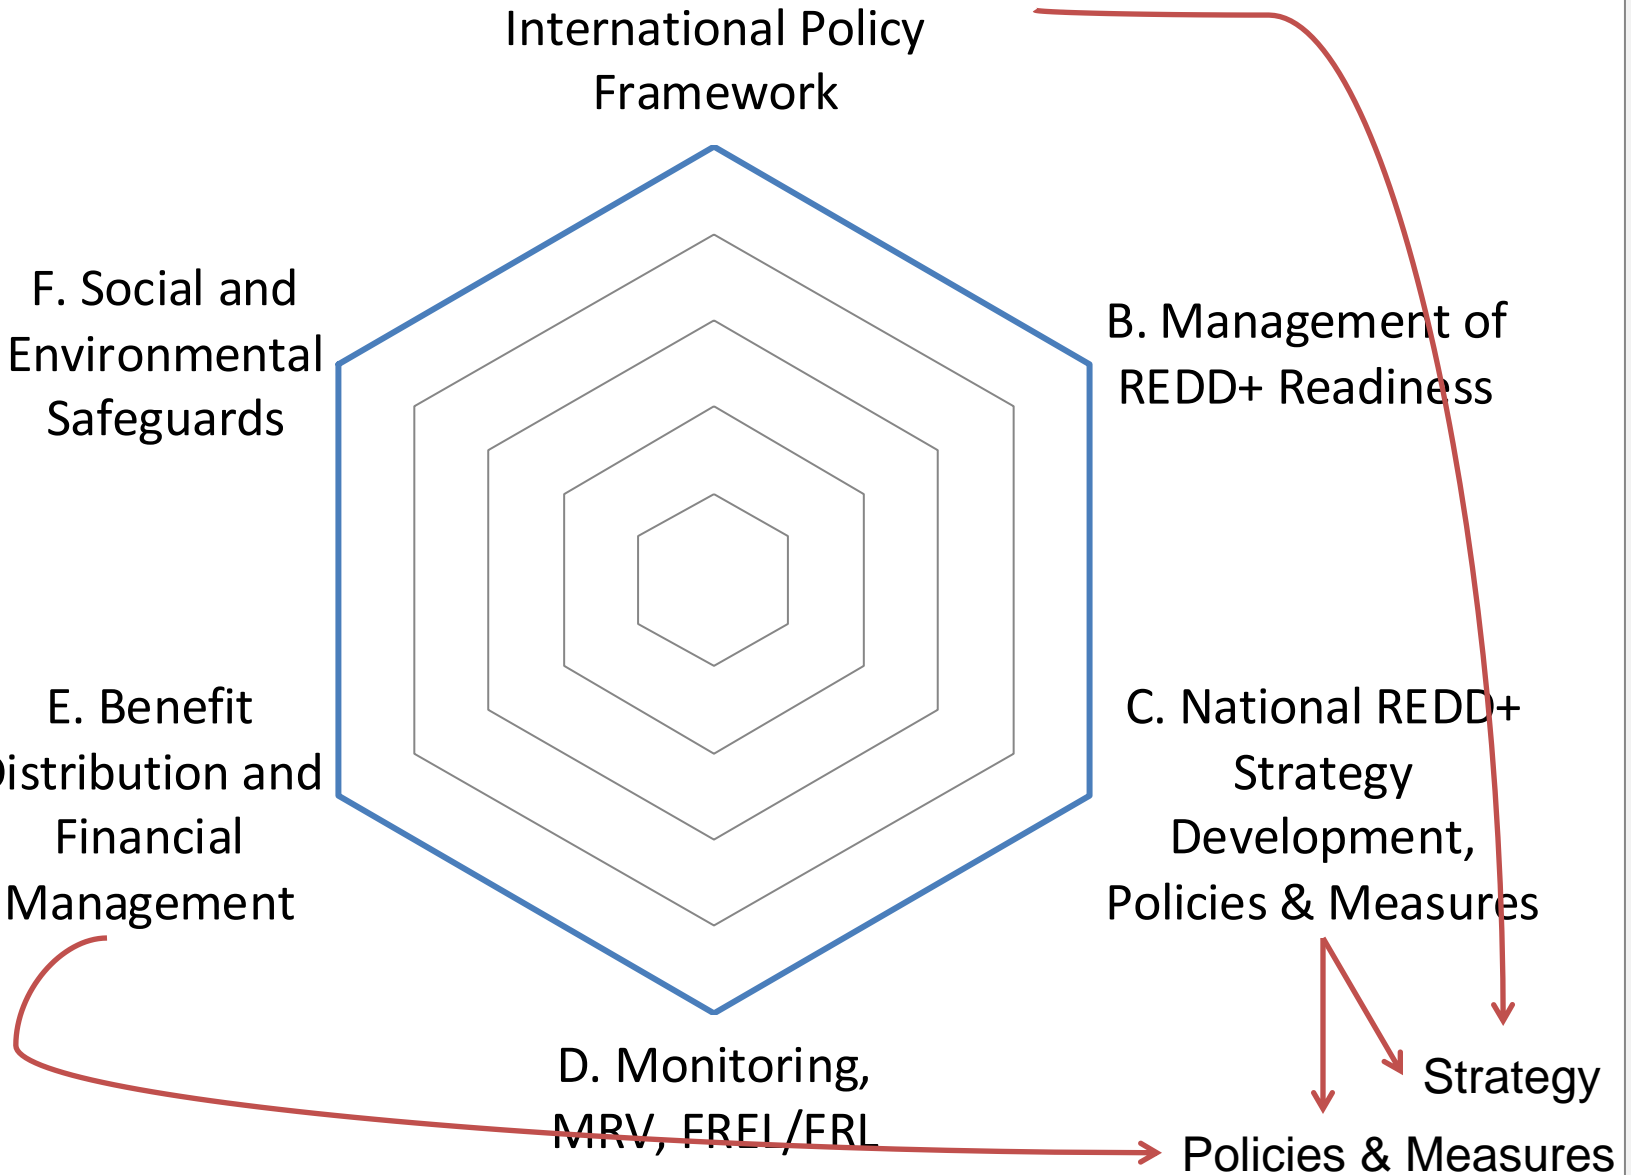 International Policy
Framework
F. Social and
Environmental
Safeguards
B. Management of
REDD+ Readiness
E. Benefit
Distribution and
Financial
Management
C. National REDD+
Strategy
Development,
Policies & Measures
D. Monitoring,
MRV, FREL/FRL
Strategy
Policies & Measures